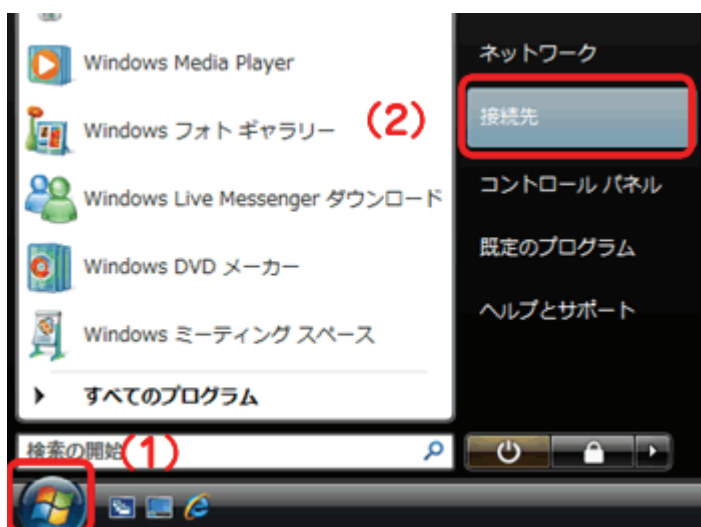 Windows Media Player
Windows フォト ギャラリー
(2)
Windows Live Messenger ダウンロード
Windows DVD メーカー
Windows ミーティング スペース
すべてのプログラム
検索の開始
(1)
ネットワーク
接続先
コントロール パネル
既定のプログラム
ヘルプとサポート